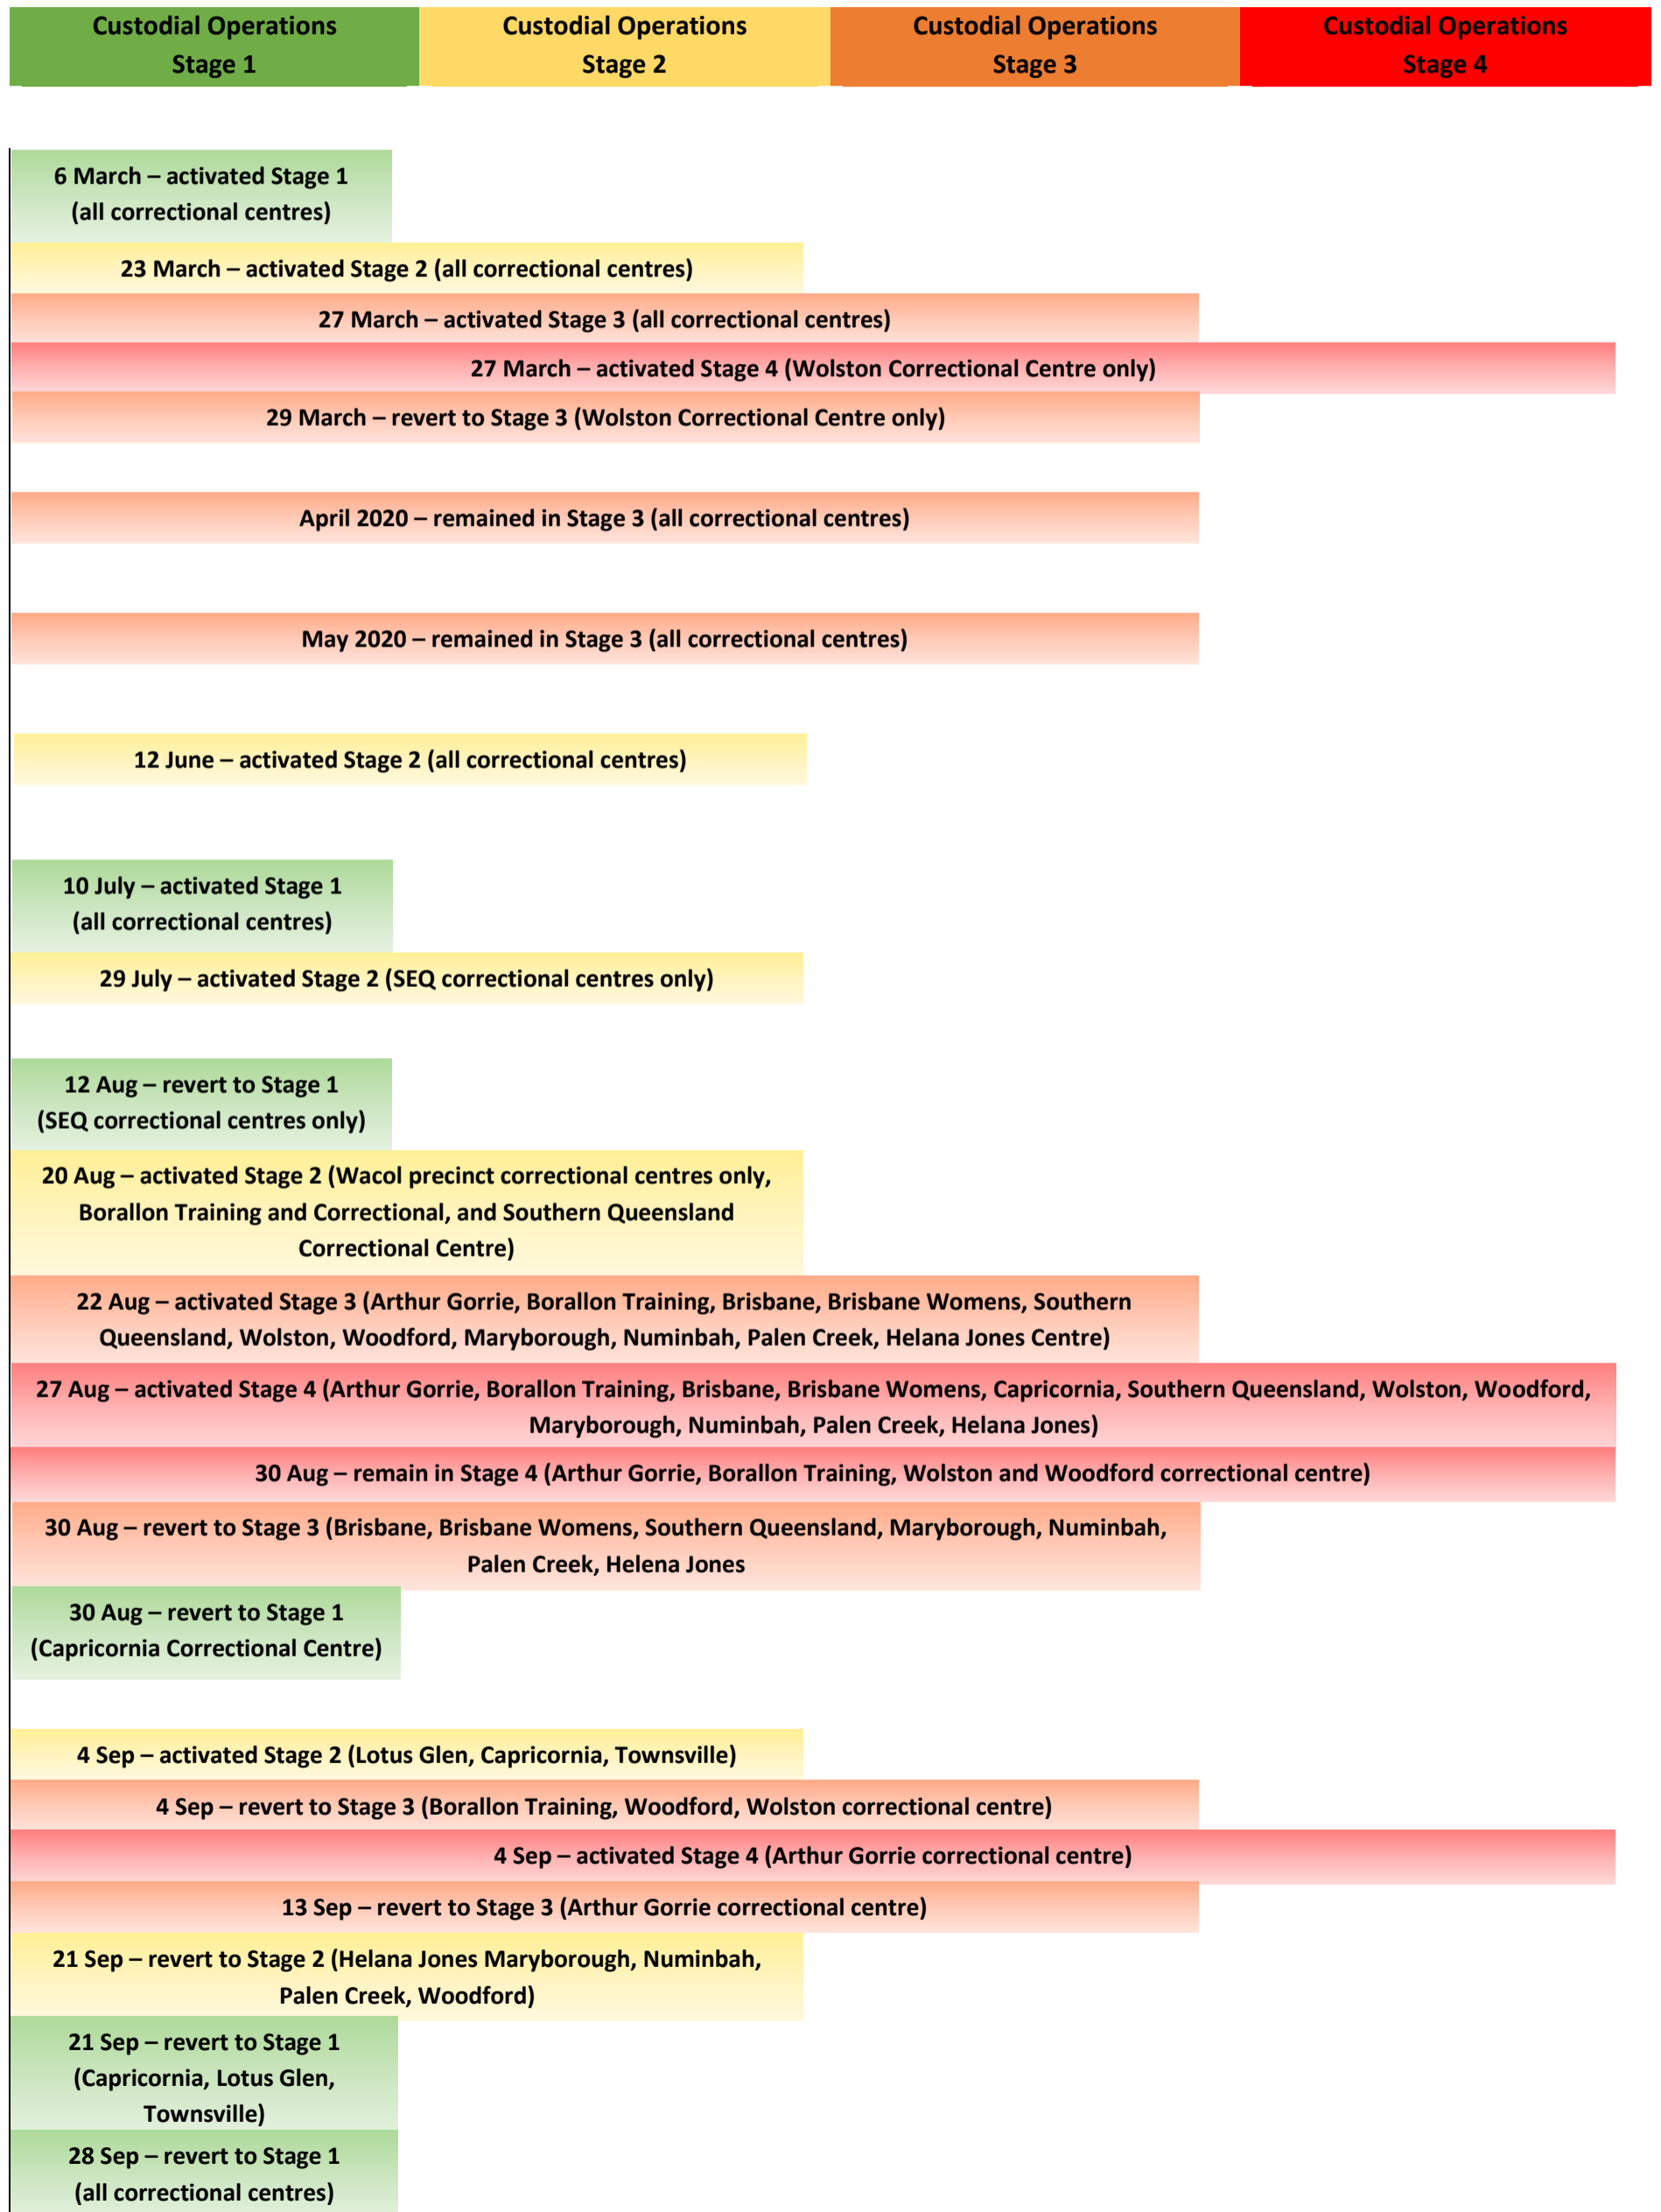 Custodial Operations
Stage 1
Custodial Operations
Stage 2
Custodial Operations
Stage 3
Custodial Operations
Stage 4
6 March – activated Stage 1
(all correctional centres)
23 March – activated Stage 2 (all correctional centres)
27 March – activated Stage 3 (all correctional centres)
27 March – activated Stage 4 (Wolston Correctional Centre only)
29 March – revert to Stage 3 (Wolston Correctional Centre only)
April 2020 – remained in Stage 3 (all correctional centres)
May 2020 – remained in Stage 3 (all correctional centres)
12 June – activated Stage 2 (all correctional centres)
10 July – activated Stage 1
(all correctional centres)
29 July – activated Stage 2 (SEQ correctional centres only)
12 Aug – revert to Stage 1
(SEQ correctional centres only)
20 Aug – activated Stage 2 (Wacol precinct correctional centres only,
Borallon Training and Correctional, and Southern Queensland
Correctional Centre)
22 Aug – activated Stage 3 (Arthur Gorrie, Borallon Training, Brisbane, Brisbane Womens, Southern
Queensland, Wolston, Woodford, Maryborough, Numinbah, Palen Creek, Helana Jones Centre)
27 Aug – activated Stage 4 (Arthur Gorrie, Borallon Training, Brisbane, Brisbane Womens, Capricornia, Southern Queensland, Wolston, Woodford,
Maryborough, Numinbah, Palen Creek, Helana Jones)
30 Aug – remain in Stage 4 (Arthur Gorrie, Borallon Training, Wolston and Woodford correctional centre)
30 Aug – revert to Stage 3 (Brisbane, Brisbane Womens, Southern Queensland, Maryborough, Numinbah,
Palen Creek, Helena Jones
30 Aug – revert to Stage 1
(Capricornia Correctional Centre)
4 Sep – activated Stage 2 (Lotus Glen, Capricornia, Townsville)
4 Sep – revert to Stage 3 (Borallon Training, Woodford, Wolston correctional centre)
4 Sep – activated Stage 4 (Arthur Gorrie correctional centre)
13 Sep – revert to Stage 3 (Arthur Gorrie correctional centre)
21 Sep – revert to Stage 2 (Helana Jones Maryborough, Numinbah,
Palen Creek, Woodford)
21 Sep – revert to Stage 1
(Capricornia, Lotus Glen,
Townsville)
28 Sep – revert to Stage 1
(all correctional centres)